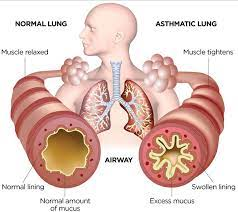 NORMAL LUNG
ASTHMATIC LUNG
Muscle relaxed
Muscle tightens
AIRWAY
Normal lining
Swollen lining
Normal amount
of mucus
Excess mucus